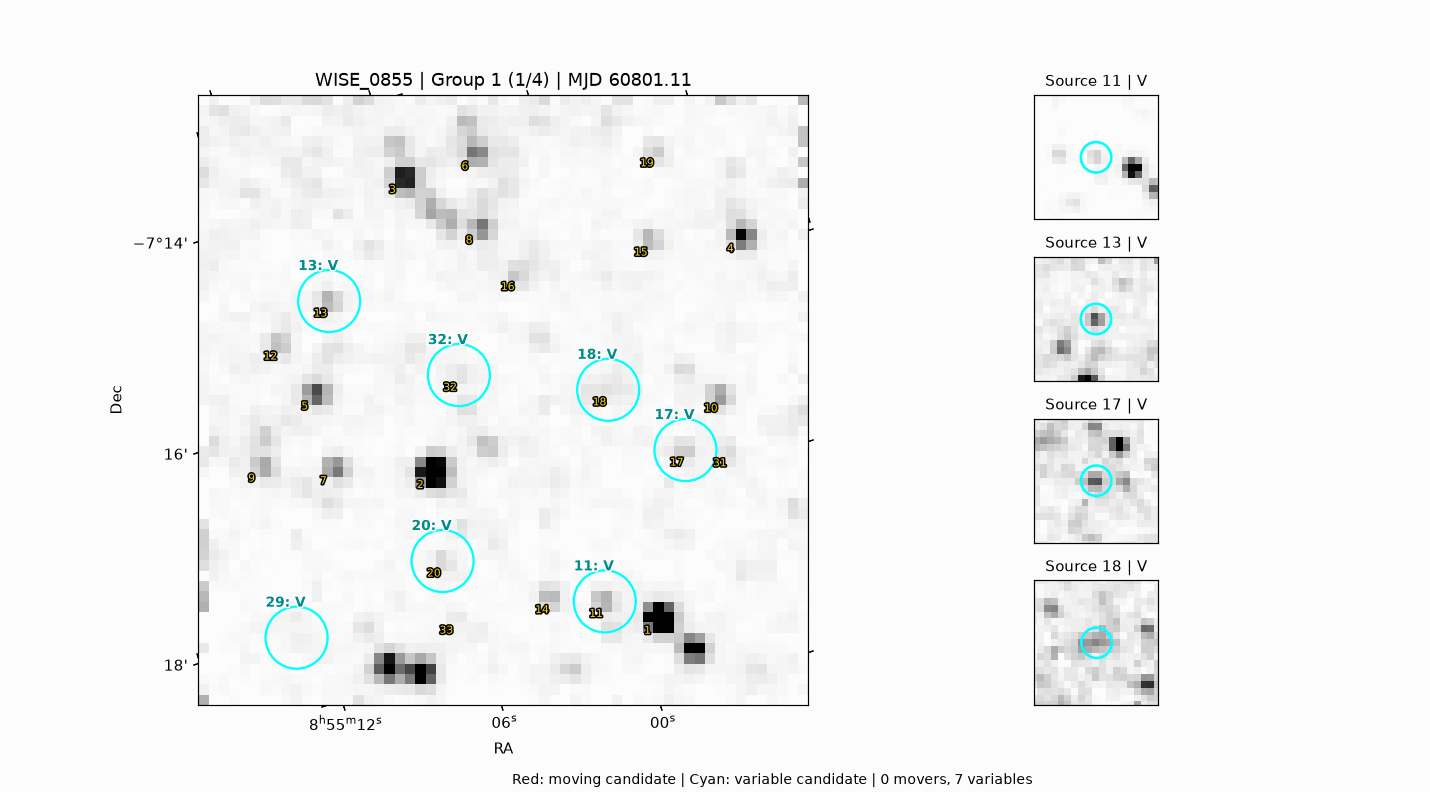 WISE_0855 | Group 1 (1/4) | MJD 60801.11
Source 11 | V
6
19
3
8
−7°14'
15
4
Source 13 | V
13: V
16
13
32: V
18: V
12
32
18
5
10
Dec
Source 17 | V
17: V
16'
17
31
9
7
2
20: V
11: V
20
Source 18 | V
29: V
14
11
33
1
18'
8ʰ55ᵐ12ˢ
06ˢ
00ˢ
RA
Red: moving candidate | Cyan: variable candidate | 0 movers, 7 variables